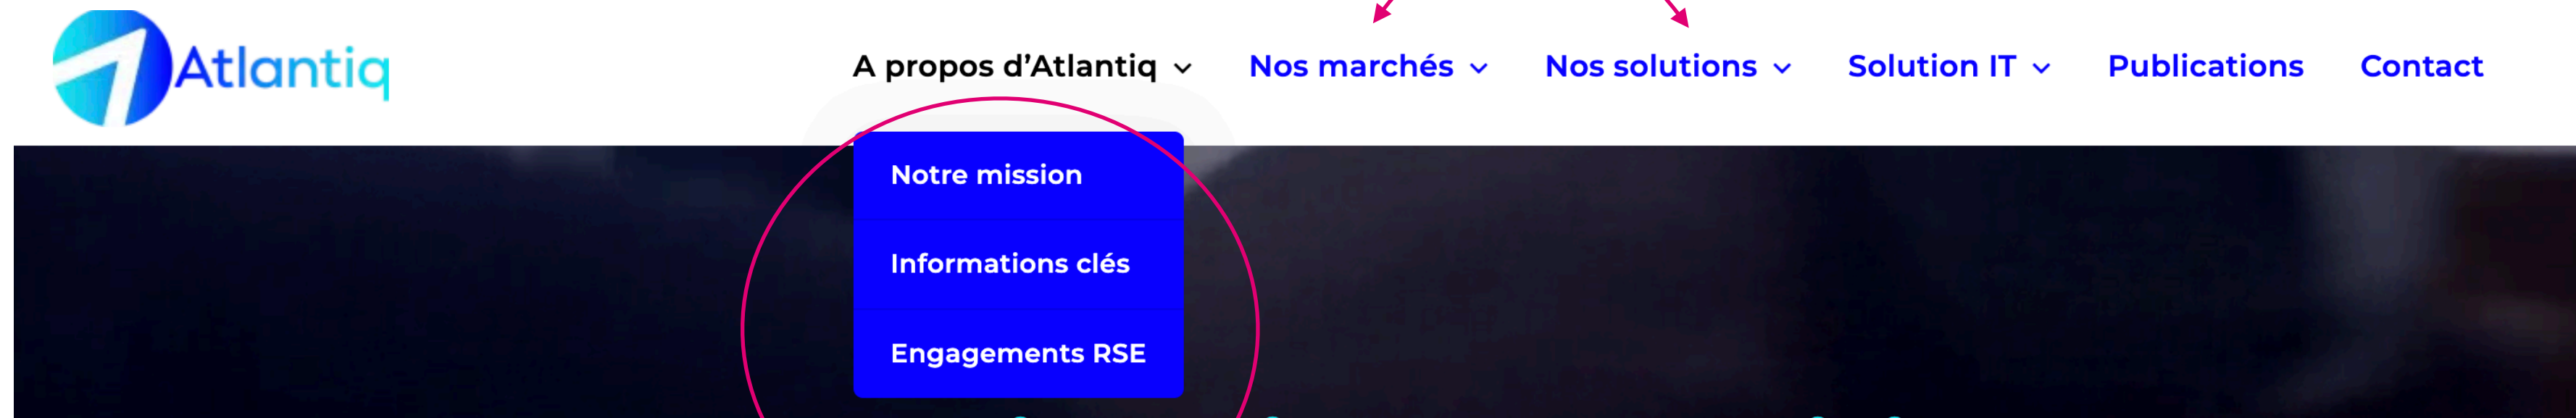 Atlantiq
A propos d’Atlantiq
Nos marchés
Nos solutions
Solution IT
Publications
Contact
Notre mission
Informations clés
Engagements RSE